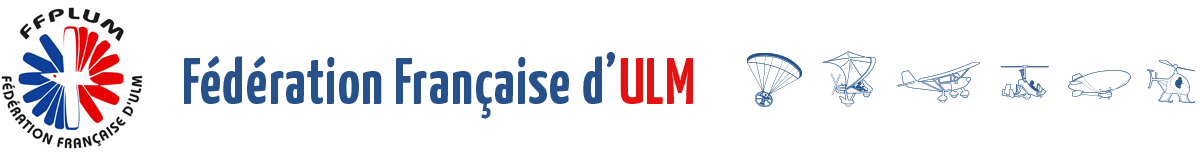 FFPLUM
FÉDÉRATION FRANÇAISE D'ULM
Fédération Française d'ULM